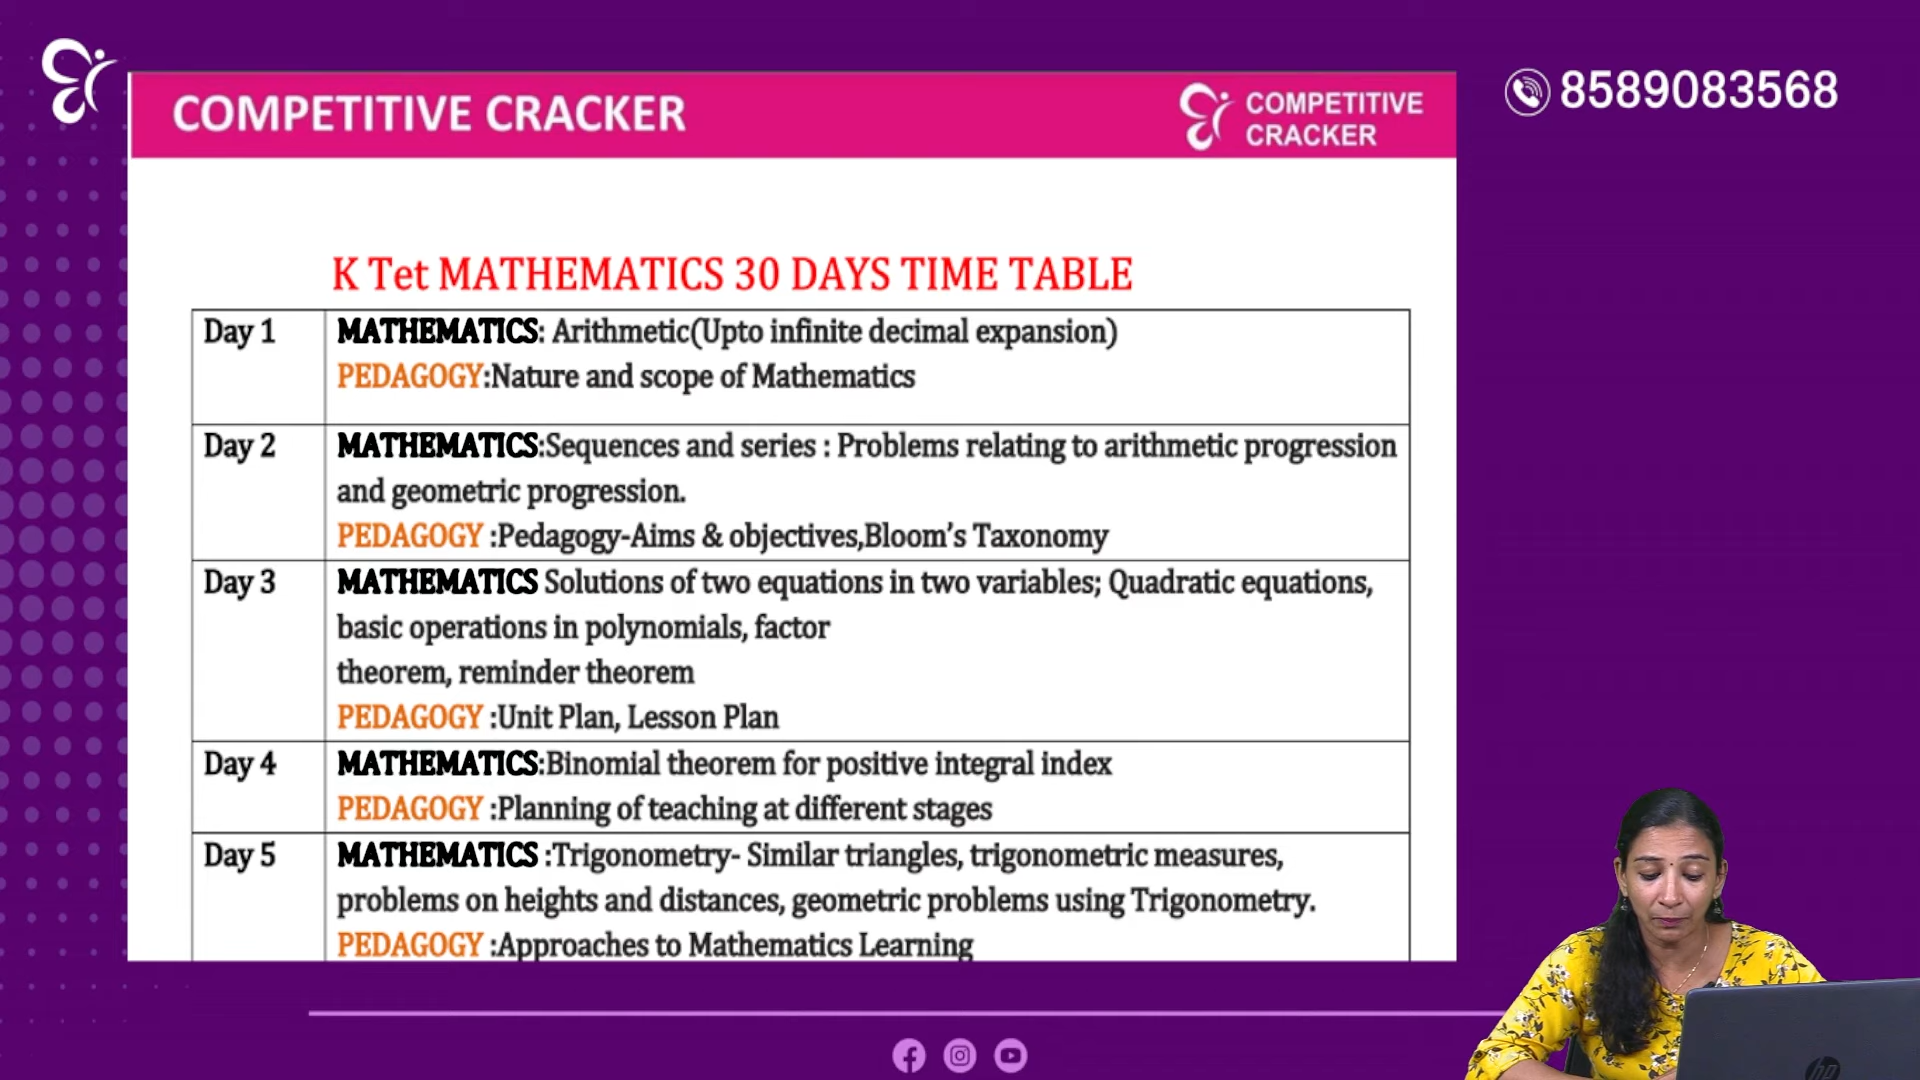 8589083568
COMPETITIVE CRACKER
COMPETITIVE
CRACKER
K Tet MATHEMATICS 30 DAYS TIME TABLE
Day 1
MATHEMATICS: Arithmetic(Upto infinite decimal expansion)
PEDAGOGY:Nature and scope of Mathematics
Day 2
MATHEMATICS:Sequences and series : Problems relating to arithmetic progression
and geometric progression.
PEDAGOGY :Pedagogy-Aims & objectives,Bloom's Taxonomy
Day 3
MATHEMATICS Solutions of two equations in two variables; Quadratic equations,
basic operations in polynomials, factor
theorem, reminder theorem
PEDAGOGY :Unit Plan, Lesson Plan
Day 4
MATHEMATICS:Binomial theorem for positive integral index
PEDAGOGY :Planning of teaching at different stages
Day 5
MATHEMATICS :Trigonometry- Similar triangles, trigonometric measures,
problems on heights and distances, geometric problems using Trigonometry.
PEDAGOGY :Approaches to Mathematics Learning
hp